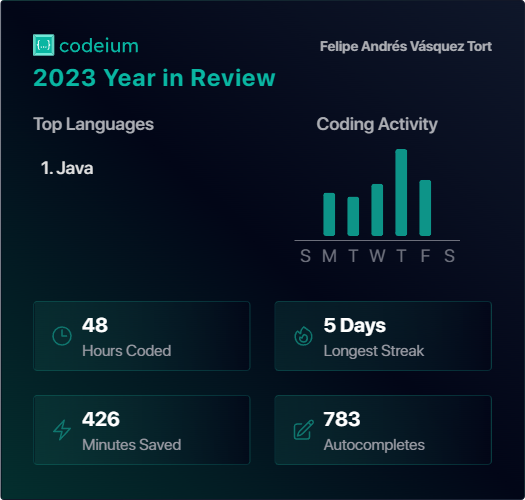 {...} codeium
Felipe Andrés Vásquez Tort
2023 Year in Review
Top Languages
1. Java
Coding Activity
S M T W T F S
48
Hours Coded
5 Days
Longest Streak
426
Minutes Saved
783
Autocompletes